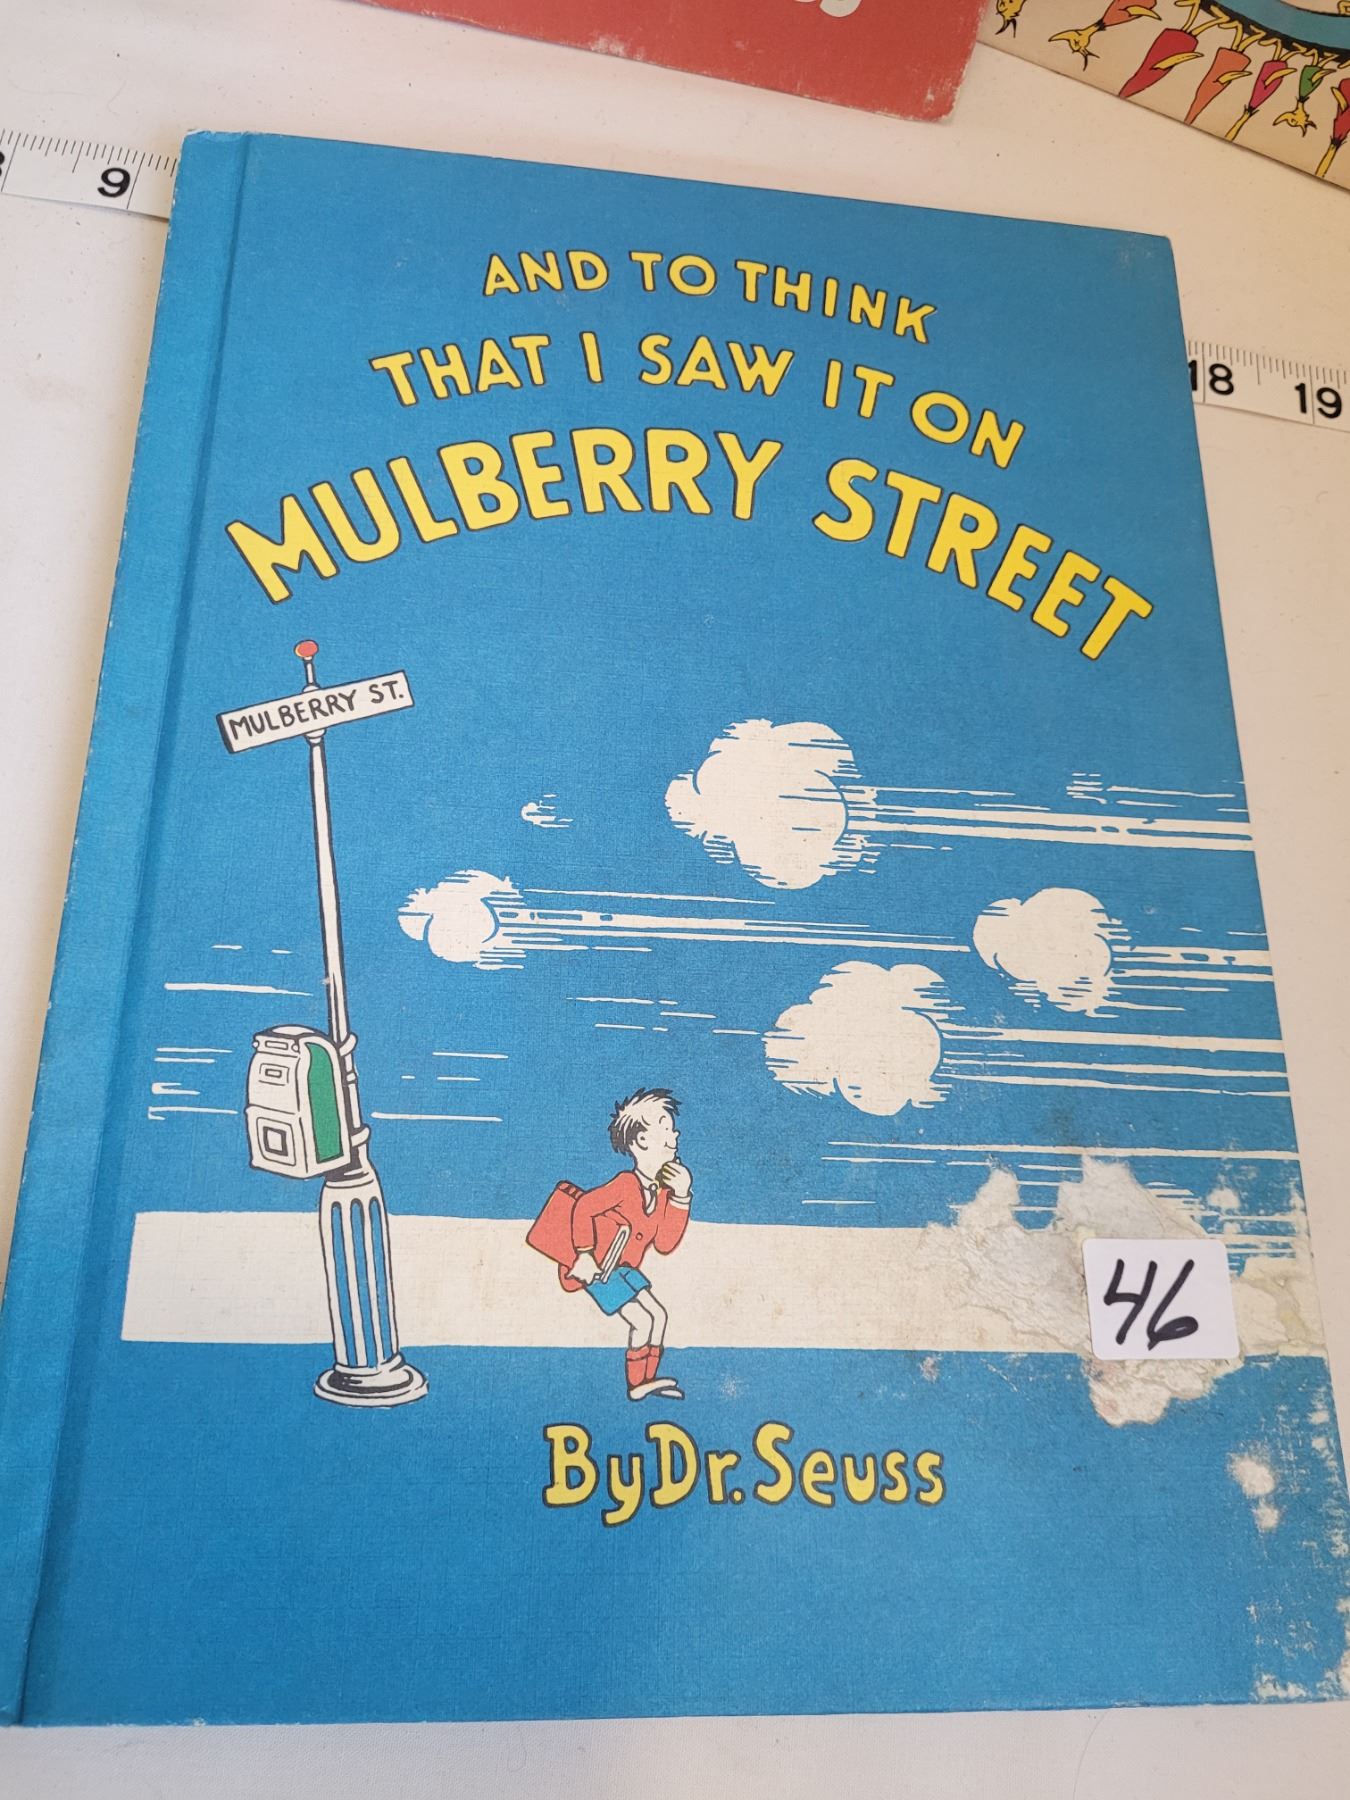 9
18 19
AND TO THINK
THAT I SAW IT ON
MULBERRY STREET
MULBERRY ST.
46
By Dr. Seuss